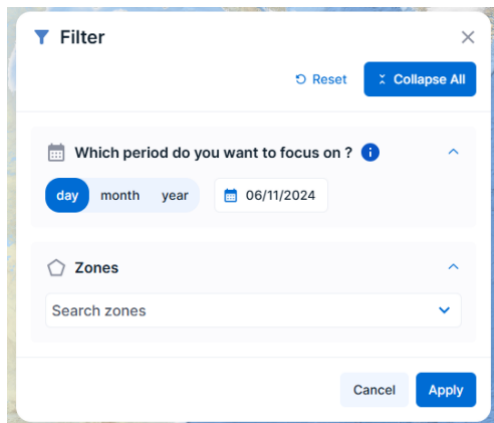 Filter
Reset
Collapse All
Which period do you want to focus on ?
day month year 06/11/2024
Zones
Search zones
Cancel Apply